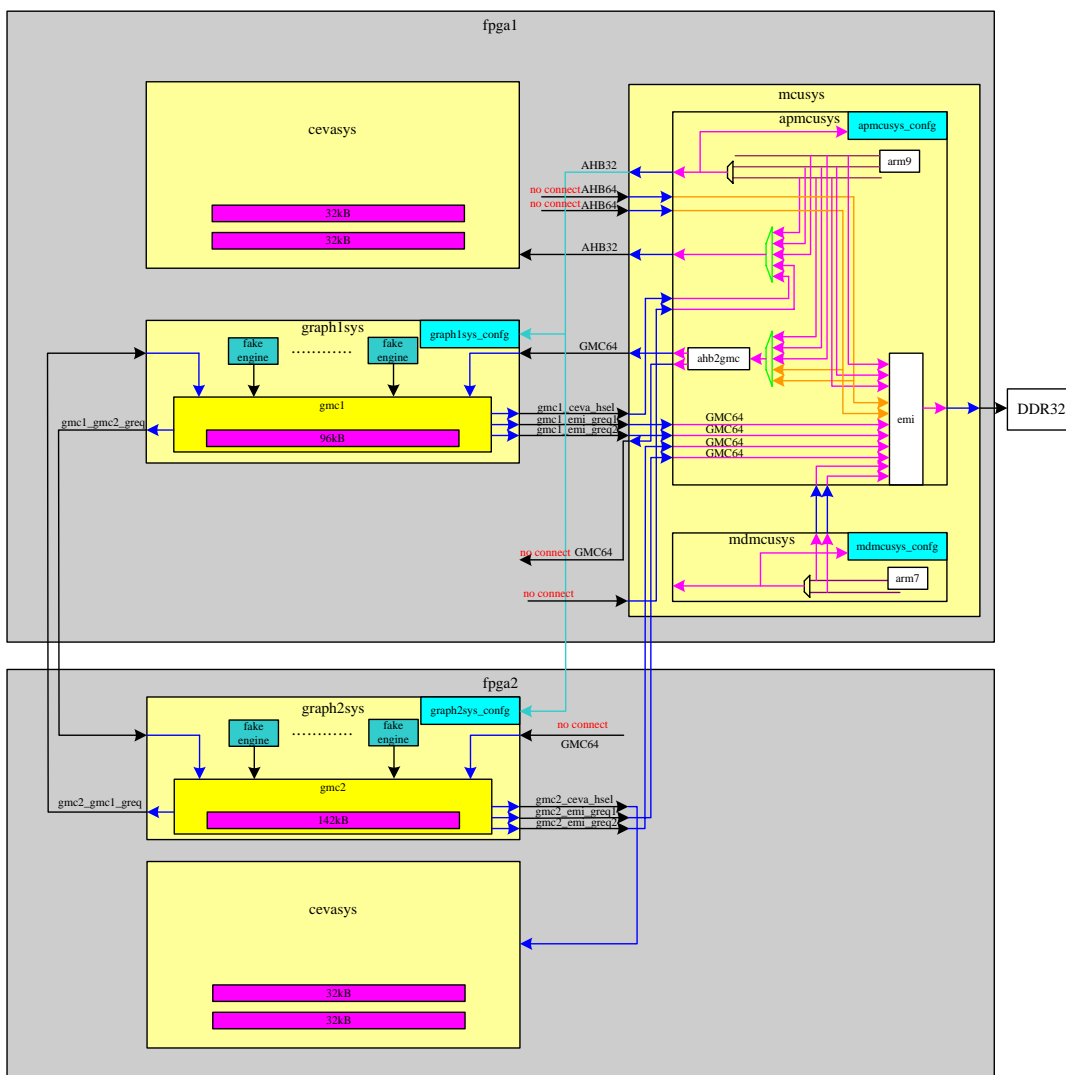 fpga1
cevasys
32kB
32kB
mcusys
apmcusys
apmcusys_confg
arm9
AHB32
no connect AHB64
no connect AHB64
AHB32
graph1sys
graph1sys_confg
fake
engine
............
fake
engine
gmc1
96kB
GMC64
ahb2gmc
gmc1_ceva_hsel
gmc1_emi_greq1
gmc1_emi_greq2
gmc1_gmc2_greq
GMC64
GMC64
GMC64
GMC64
emi
DDR32
no connect GMC64
no connect
mdmcusys
mdmcusys_confg
arm7
fpga2
graph2sys
graph2sys_confg
fake
engine
............
fake
engine
no connect
GMC64
gmc2
142kB
gmc2_gmc1_greq
gmc2_ceva_hsel
gmc2_emi_greq1
gmc2_emi_greq2
cevasys
32kB
32kB